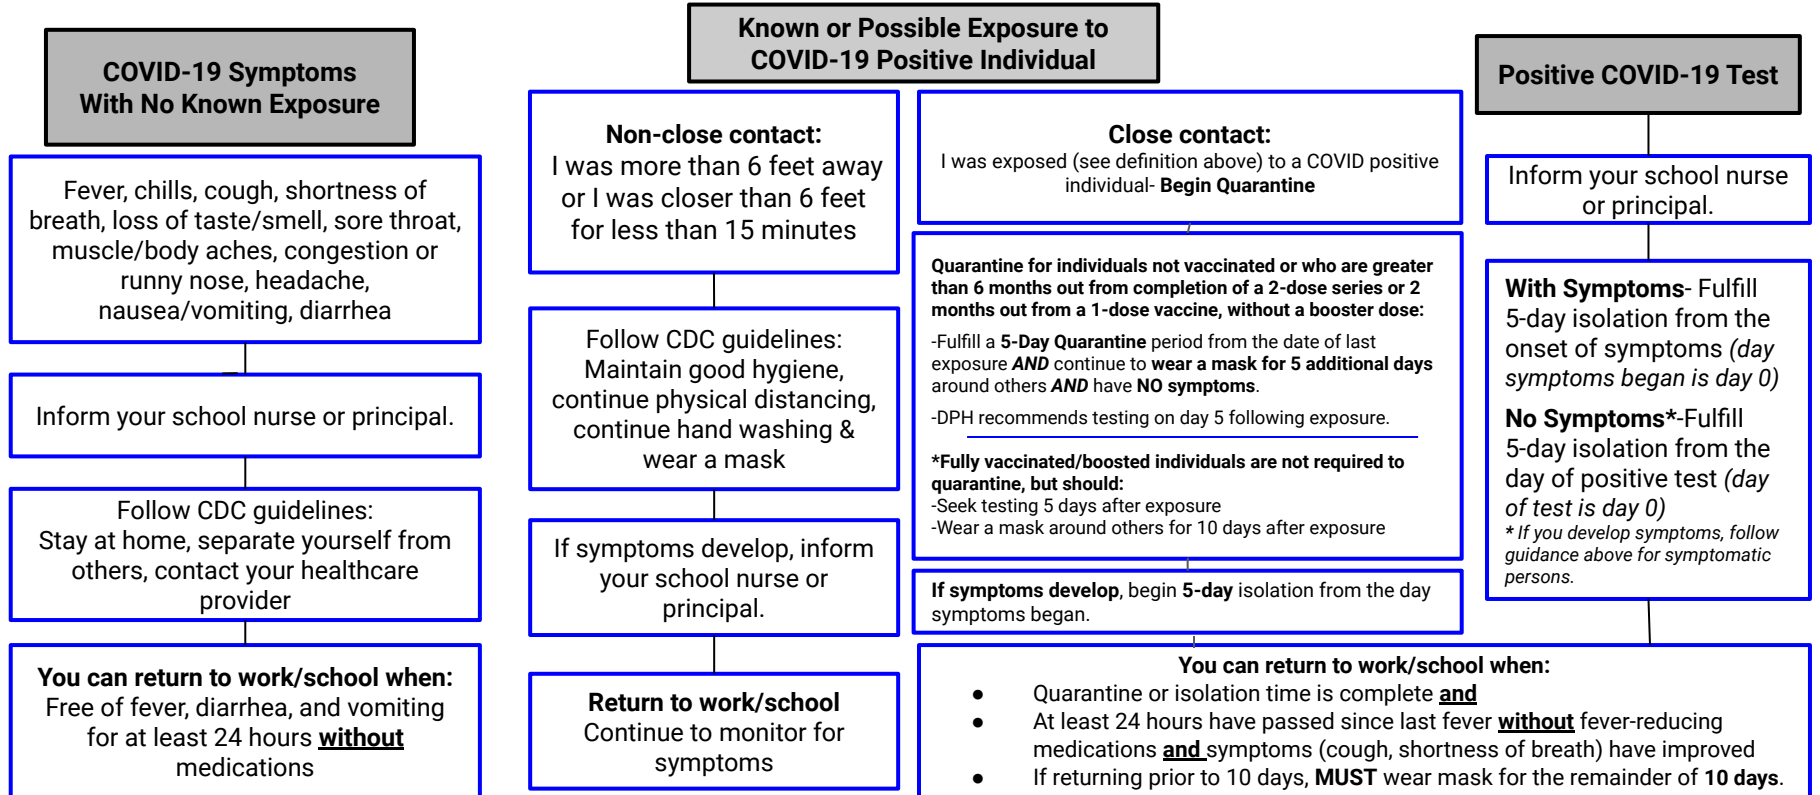 COVID-19 Symptoms
With No Known Exposure
Fever, chills, cough, shortness of
breath, loss of taste/smell, sore throat,
muscle/body aches, congestion or
runny nose, headache,
nausea/vomiting, diarrhea
Inform your school nurse or principal.
Follow CDC guidelines:
Stay at home, separate yourself from
others, contact your healthcare
provider
You can return to work/school when:
Free of fever, diarrhea, and vomiting
for at least 24 hours without
medications
Known or Possible Exposure to
COVID-19 Positive Individual
Non-close contact:
I was more than 6 feet away
or I was closer than 6 feet
for less than 15 minutes
Follow CDC guidelines:
Maintain good hygiene,
continue physical distancing,
continue hand washing &
wear a mask
If symptoms develop, inform
your school nurse or
principal.
Return to work/school
Continue to monitor for
symptoms
Close contact:
I was exposed (see definition above) to a COVID positive
individual- Begin Quarantine
Quarantine for individuals not vaccinated or who are greater
than 6 months out from completion of a 2-dose series or 2
months out from a 1-dose vaccine, without a booster dose:
-Fulfill a 5-Day Quarantine period from the date of last
exposure AND continue to wear a mask for 5 additional days
around others AND have NO symptoms.
-DPH recommends testing on day 5 following exposure.
*Fully vaccinated/boosted individuals are not required to
quarantine, but should:
-Seek testing 5 days after exposure
-Wear a mask around others for 10 days after exposure
If symptoms develop, begin 5-day isolation from the day
symptoms began.
Positive COVID-19 Test
Inform your school nurse
or principal.
With Symptoms- Fulfill
5-day isolation from the
onset of symptoms (day
symptoms began is day 0)
No Symptoms*-Fulfill
5-day isolation from the
day of positive test (day
of test is day 0)
* If you develop symptoms, follow
guidance above for symptomatic
persons.
You can return to work/school when:
● Quarantine or isolation time is complete and
● At least 24 hours have passed since last fever without fever-reducing
medications and symptoms (cough, shortness of breath) have improved
● If returning prior to 10 days, MUST wear mask for the remainder of 10 days.